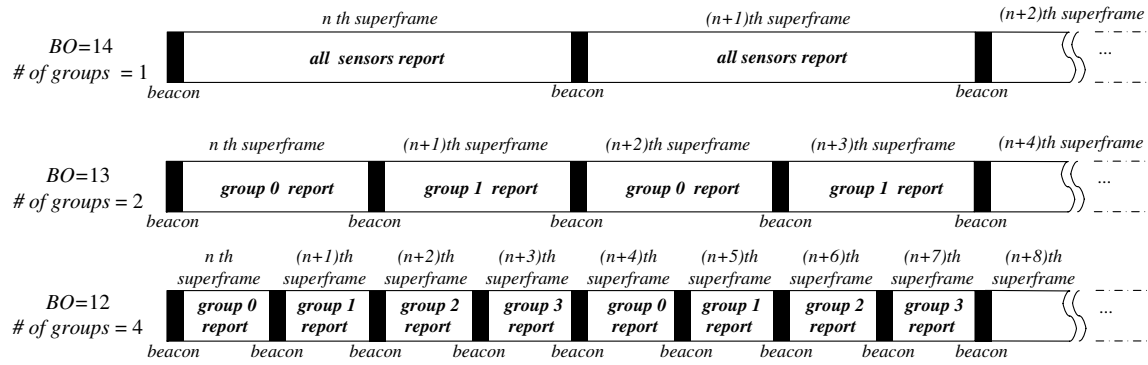 n th superframe (n+1)th superframe (n+2)th superframe
BO=14
# of groups = 1
all sensors report all sensors report ...
beacon beacon beacon
n th superframe (n+1)th superframe (n+2)th superframe (n+3)th superframe (n+4)th superframe
BO=13
# of groups = 2
group 0 report group 1 report group 0 report group 1 report ...
beacon beacon beacon beacon beacon
n th (n+1)th (n+2)th (n+3)th (n+4)th (n+5)th (n+6)th (n+7)th (n+8)th
superframe superframe superframe superframe superframe superframe superframe superframe superframe
BO=12
# of groups = 4
group 0 group 1 group 2 group 3 group 0 group 1 group 2 group 3 ...
report report report report report report report report
beacon beacon beacon beacon beacon beacon beacon beacon beacon